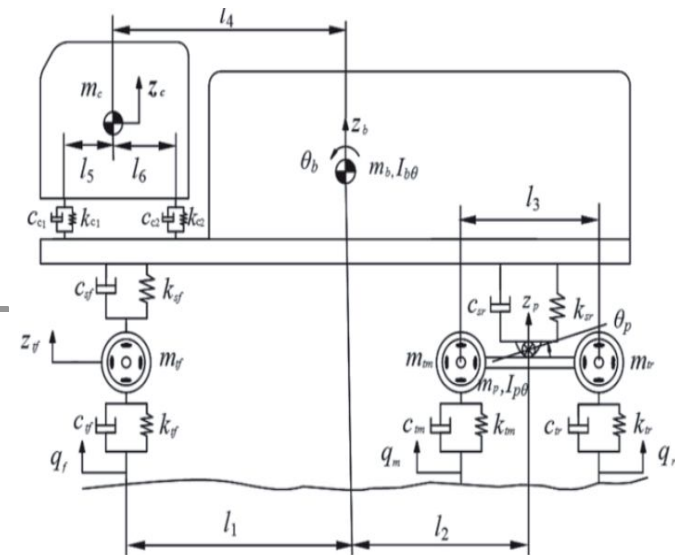 l4
mc
zc
zb
l5 l6
θb
mb,Ibθ
l3
cc1 kc1 cc2 kc2
csf ksf
csr zp ksr θp
ztf
mtf
mtm mtr
mp,Ipθ
ctf ktf
ctm ktm ctr ktr
qf qm qr
l1 l2